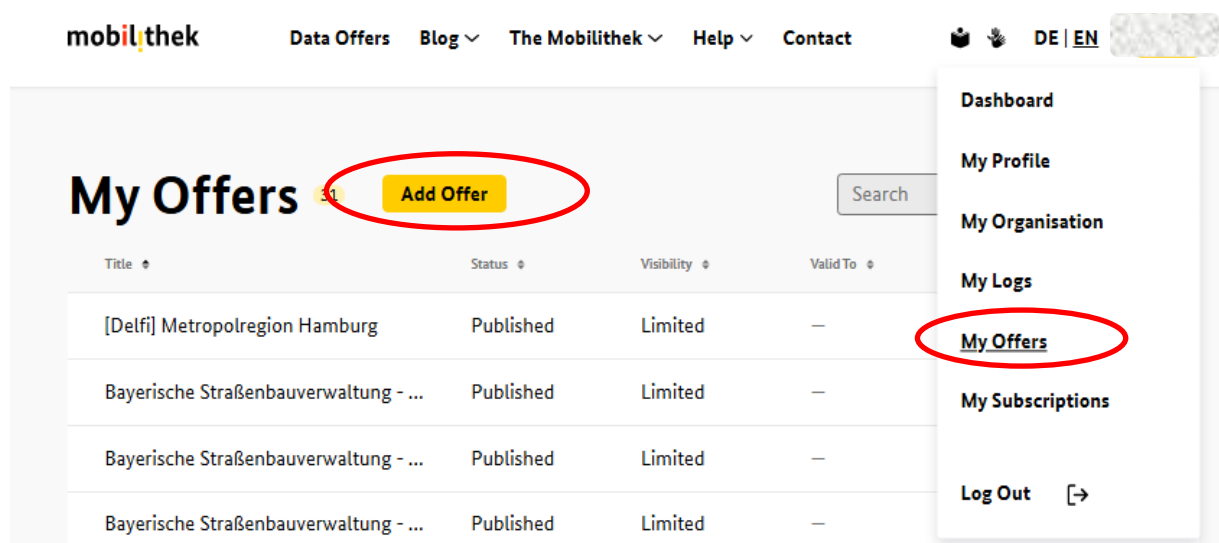 mobilithek Data Offers Blog The Mobilithek Help Contact DE | EN
Dashboard
My Profile
My Offers 31 Add Offer Search
My Organisation
Title Status Visibility Valid To
My Logs
[Delfi] Metropolregion Hamburg Published Limited —
My Offers
Bayerische Straßenbauverwaltung - ... Published Limited —
My Subscriptions
Bayerische Straßenbauverwaltung - ... Published Limited —
Log Out
Bayerische Straßenbauverwaltung - ... Published Limited —